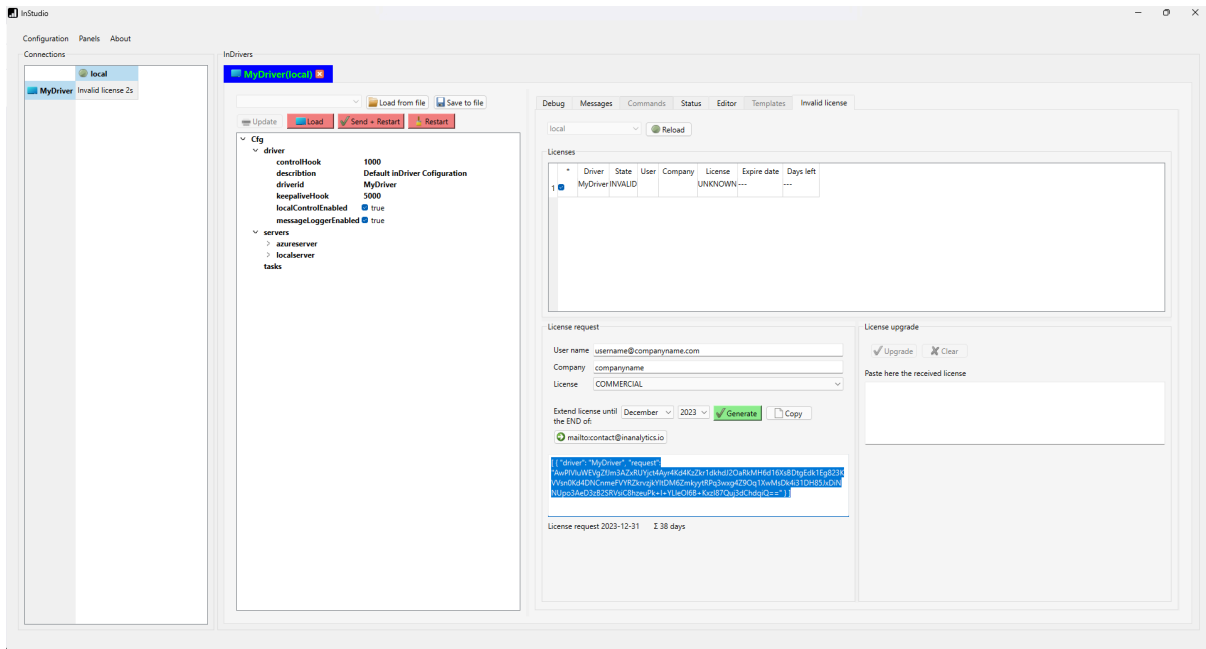 InStudio
Configuration Panels About
Connections
local
MyDriver Invalid license 2s
InDrivers
MyDriver(local)
Load from file Save to file
Update Load Send + Restart Restart
Cfg
driver
controlHook 1000
describtion Default inDriver Cofiguration
driverid MyDriver
keepaliveHook 5000
localControlEnabled true
messageLoggerEnabled true
servers
azureserver
localserver
tasks
Debug Messages Commands Status Editor Templates Invalid license
local Reload
Licenses
* Driver State User Company License Expire date Days left
1 MyDriver INVALID UNKNOWN --- ---
License request
User name username@companyname.com
Company companyname
License COMMERCIAL
Extend license until December 2023 Generate Copy
the END of:
mailto:contact@inanalytics.io
[ { "driver": "MyDriver", "request":
License request 2023-12-31 Σ 38 days
License upgrade
Upgrade Clear
Paste here the received license